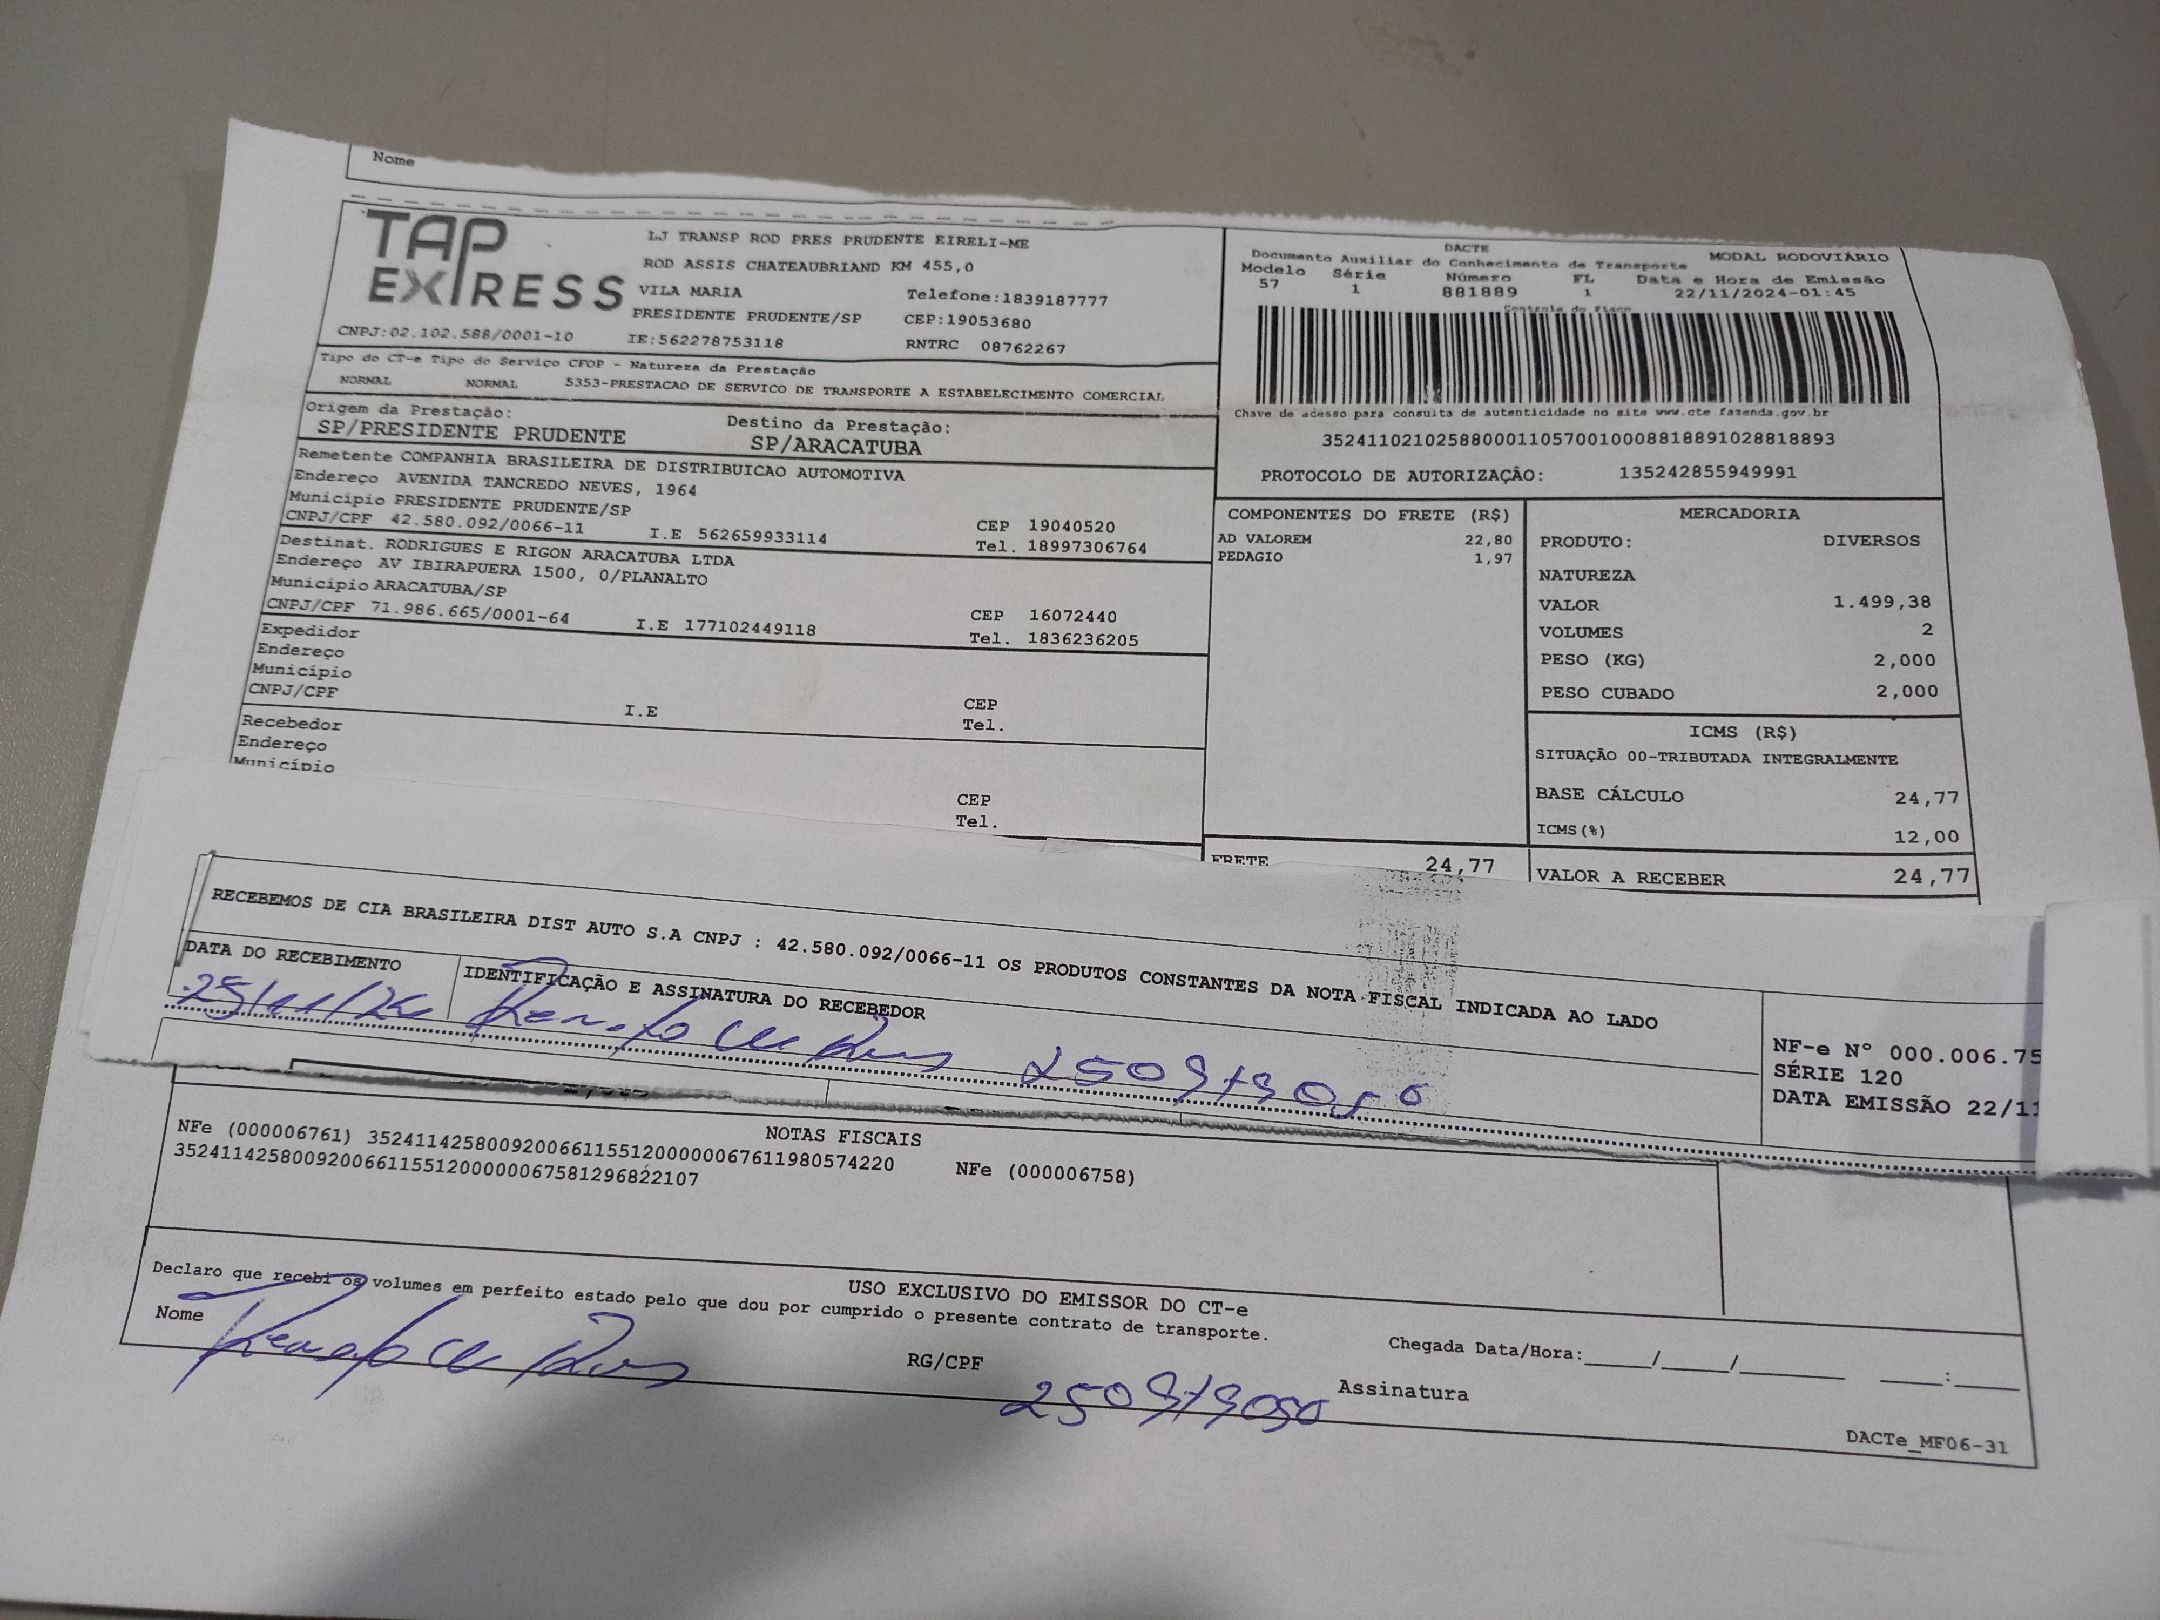 Nome
TAP EXPRESS
LJ TRANSP ROD PRES PRUDENTE EIRELI-ME
ROD ASSIS CHATEAUBRIAND KM 455,0
VILA MARIA Telefone:1839187777
PRESIDENTE PRUDENTE/SP CEP:19053680
CNPJ:02.102.588/0001-10 IE:562278753118 RNTRC 08762267
DACTE MODAL RODOVIÁRIO
Documento Auxiliar do Conhecimento de Transporte
Modelo Série Número FL Data e Hora de Emissão
57 1 881889 1 22/11/2024-01:45
Controle do Fisco
Chave de acesso para consulta de autenticidade no site www.cte fazenda.gov.br
35241102102588000110570010008818891028818893
PROTOCOLO DE AUTORIZAÇÃO: 135242855949991
Tipo do CT-e Tipo do Serviço CFOP - Natureza da Prestação
NORMAL NORMAL 5353-PRESTACAO DE SERVICO DE TRANSPORTE A ESTABELECIMENTO COMERCIAL
Origem da Prestação: Destino da Prestação:
SP/PRESIDENTE PRUDENTE SP/ARACATUBA
Remetente COMPANHIA BRASILEIRA DE DISTRIBUICAO AUTOMOTIVA
Endereço AVENIDA TANCREDO NEVES, 1964
Município PRESIDENTE PRUDENTE/SP CEP 19040520
CNPJ/CPF 42.580.092/0066-11 I.E 562659933114 Tel. 18997306764
Destinat. RODRIGUES E RIGON ARACATUBA LTDA
Endereço AV IBIRAPUERA 1500, 0/PLANALTO
Município ARACATUBA/SP CEP 16072440
CNPJ/CPF 71.986.665/0001-64 I.E 177102449118 Tel. 1836236205
Expedidor
Endereço
Município CEP
CNPJ/CPF I.E Tel.
Recebedor
Endereço
Município CEP
Tel.
COMPONENTES DO FRETE (R$)
AD VALOREM 22,80
PEDAGIO 1,97
FRETE 24,77
MERCADORIA
PRODUTO: DIVERSOS
NATUREZA
VALOR 1.499,38
VOLUMES 2
PESO (KG) 2,000
PESO CUBADO 2,000
ICMS (R$)
SITUAÇÃO 00-TRIBUTADA INTEGRALMENTE
BASE CÁLCULO 24,77
ICMS(%) 12,00
VALOR A RECEBER 24,77
RECEBEMOS DE CIA BRASILEIRA DIST AUTO S.A CNPJ : 42.580.092/0066-11 OS PRODUTOS CONSTANTES DA NOTA FISCAL INDICADA AO LADO
DATA DO RECEBIMENTO IDENTIFICAÇÃO E ASSINATURA DO RECEBEDOR
NF-e Nº 000.006.75
SÉRIE 120
DATA EMISSÃO 22/11
NOTAS FISCAIS
NFe (000006761) 35241142580092006611551200000067611980574220 NFe (000006758)
35241142580092006611551200000067581296822107
USO EXCLUSIVO DO EMISSOR DO CT-e
Declaro que recebi os volumes em perfeito estado pelo que dou por cumprido o presente contrato de transporte.
Nome RG/CPF Assinatura
Chegada Data/Hora:____/____/______ ____:____
DACTe_MF06-31